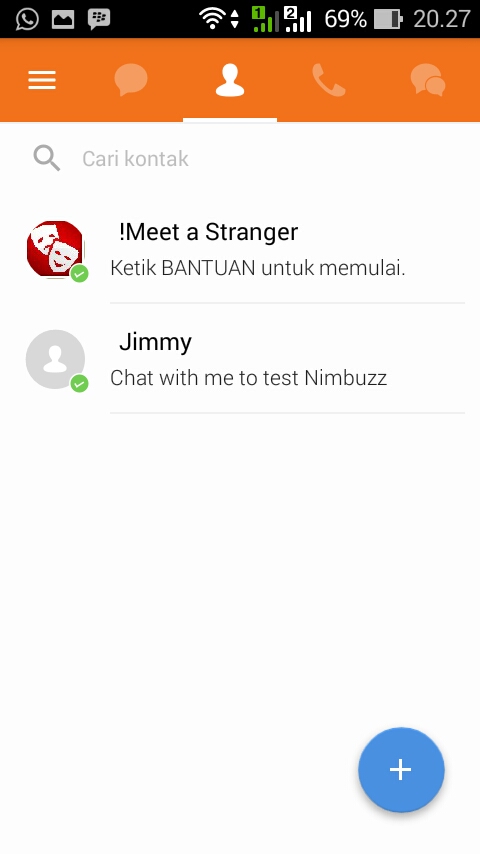 1 2 69% 20.27
Cari kontak
!Meet a Stranger
Ketik BANTUAN untuk memulai.
Jimmy
Chat with me to test Nimbuzz